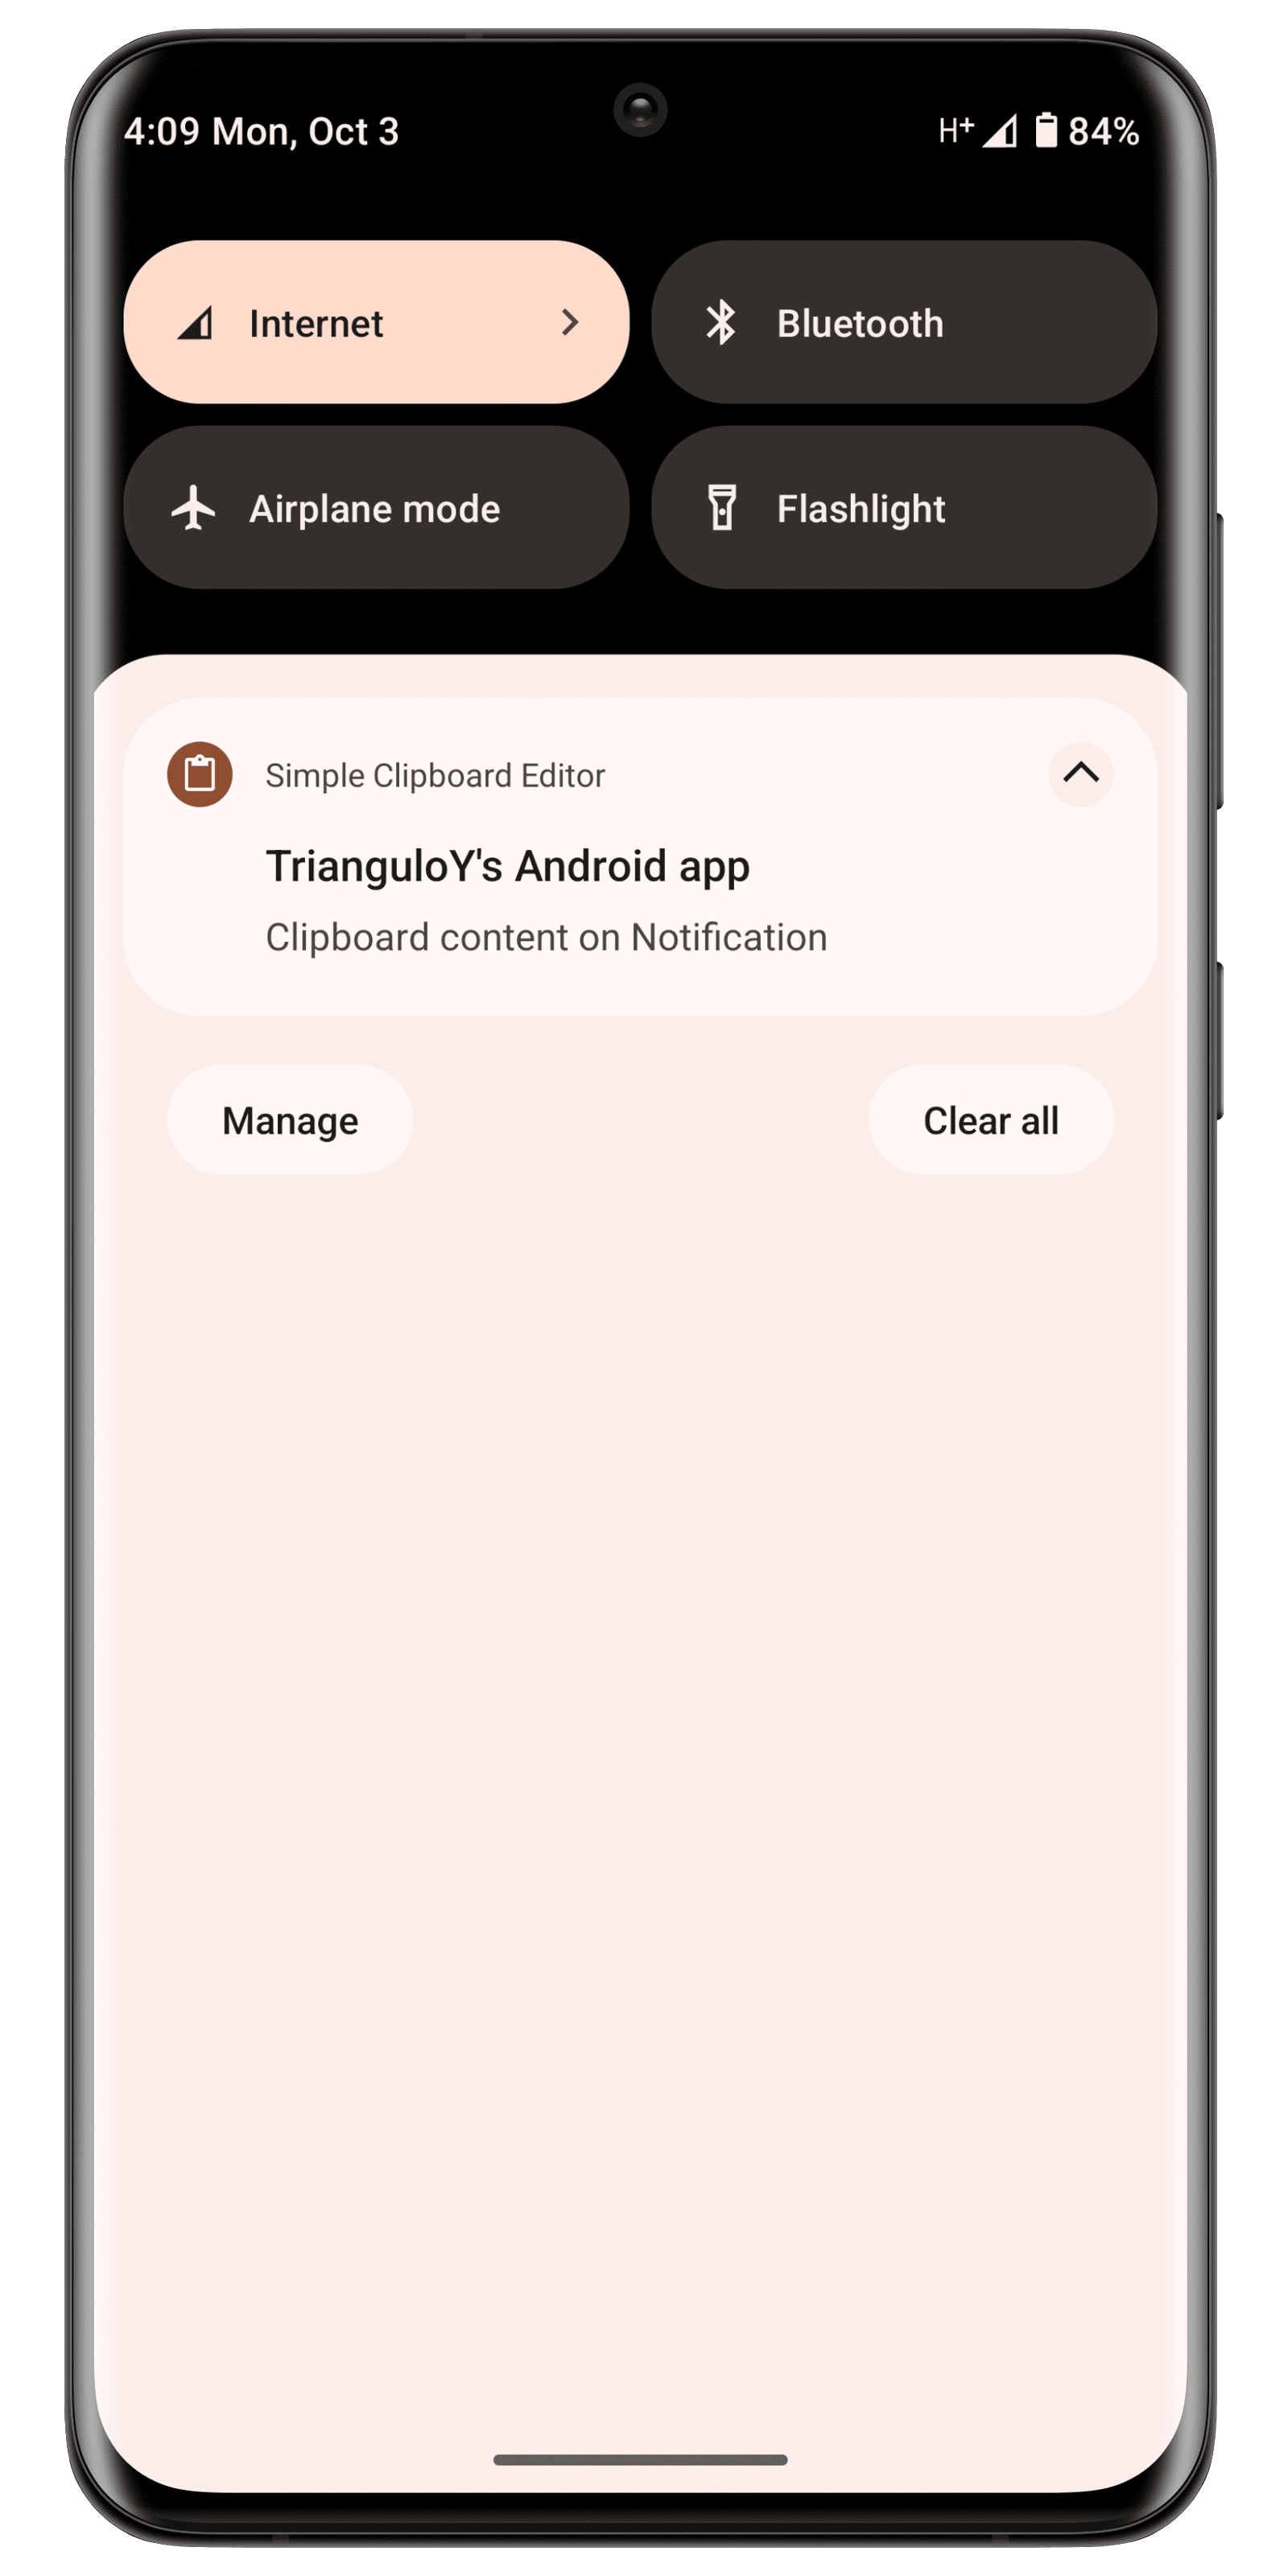 4:09 Mon, Oct 3 H+ 84%
Internet Bluetooth
Airplane mode Flashlight
Simple Clipboard Editor
TrianguloY's Android app
Clipboard content on Notification
Manage Clear all